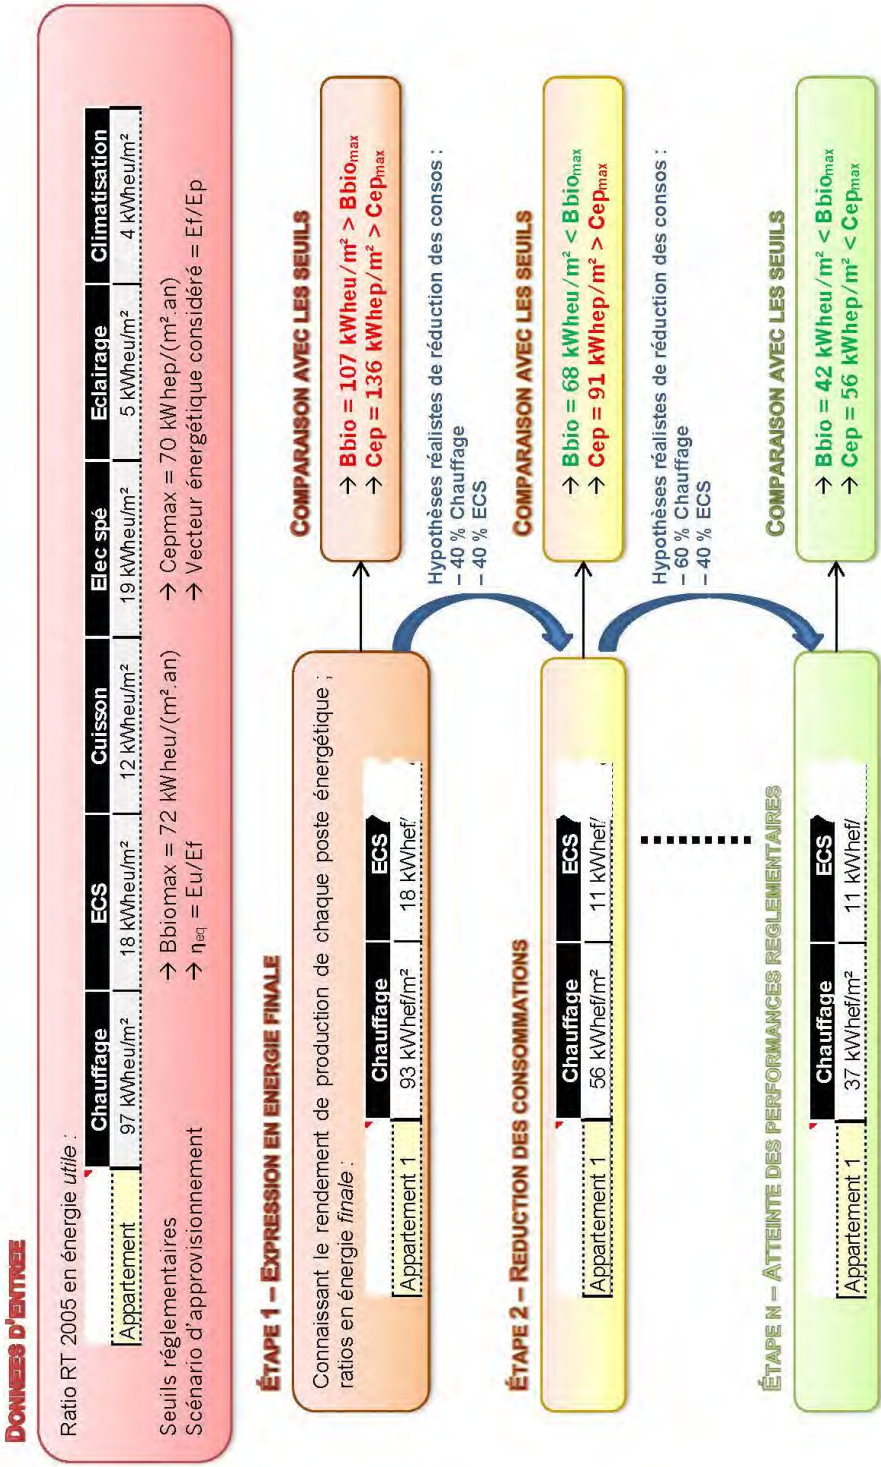 DONNEES D'ENTREE
Ratio RT 2005 en énergie utile :
Chauffage ECS Cuisson Elec spé Eclairage Climatisation
Appartement 97 kWheu/m² 18 kWheu/m² 12 kWheu/m² 19 kWheu/m² 5 kWheu/m² 4 kWheu/m²
Seuils réglementaires → Bbiomax = 72 kWheu/(m².an) → Cepmax = 70 kWhep/(m².an)
Scénario d'approvisionnement → ηeq = Eu/Ef → Vecteur énergétique considéré = Ef/Ep
ÉTAPE 1 – EXPRESSION EN ENERGIE FINALE
Connaissant le rendement de production de chaque poste énergétique ;
ratios en énergie finale :
Chauffage ECS
Appartement 1 93 kWhef/m² 18 kWhef/
COMPARAISON AVEC LES SEUILS
→ Bbio = 107 kWheu/m² > Bbiomax
→ Cep = 136 kWhep/m² > Cepmax
Hypothèses réalistes de réduction des consos :
– 40 % Chauffage
– 40 % ECS
ÉTAPE 2 – REDUCTION DES CONSOMMATIONS
Chauffage ECS
Appartement 1 56 kWhef/m² 11 kWhef/
COMPARAISON AVEC LES SEUILS
→ Bbio = 68 kWheu/m² < Bbiomax
→ Cep = 91 kWhep/m² > Cepmax
Hypothèses réalistes de réduction des consos :
– 60 % Chauffage
– 40 % ECS
ÉTAPE N – ATTEINTE DES PERFORMANCES REGLEMENTAIRES
Chauffage ECS
Appartement 1 37 kWhef/m² 11 kWhef/
COMPARAISON AVEC LES SEUILS
→ Bbio = 42 kWheu/m² < Bbiomax
→ Cep = 56 kWhep/m² < Cepmax